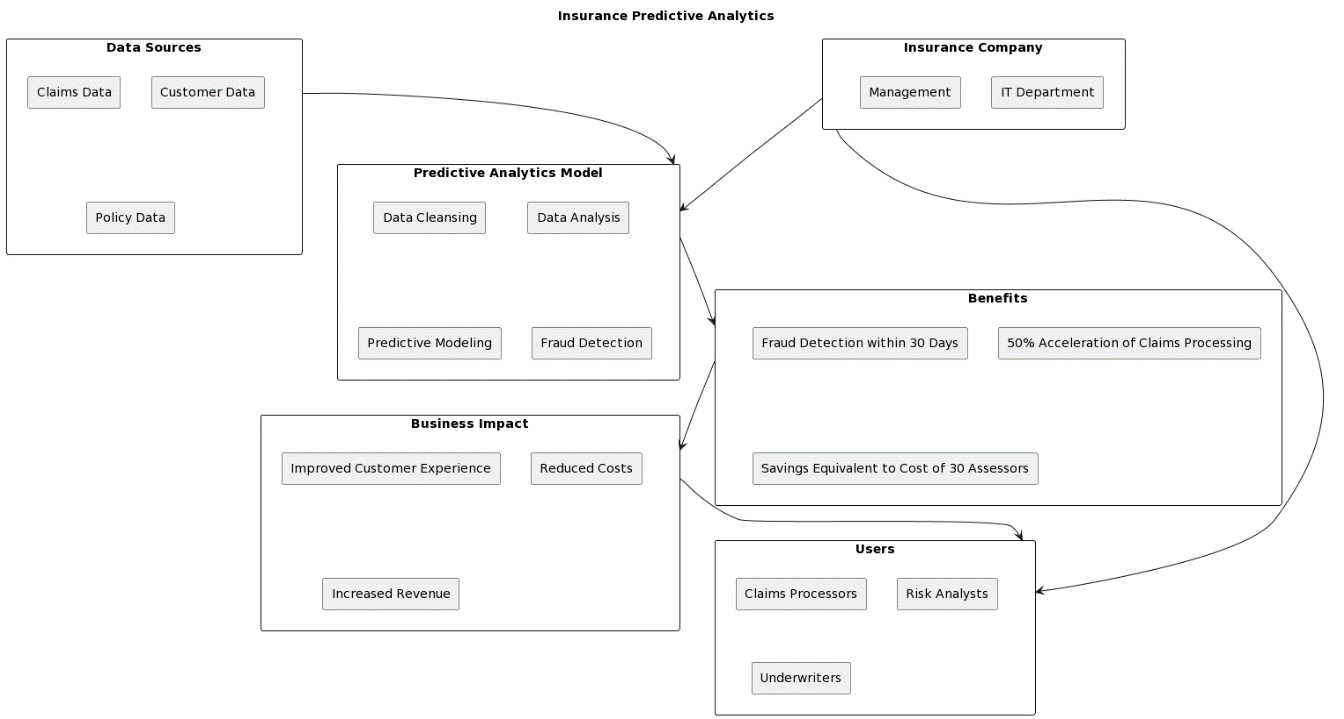 Insurance Predictive Analytics
Data Sources
Claims Data
Customer Data
Policy Data
Insurance Company
Management
IT Department
Predictive Analytics Model
Data Cleansing
Data Analysis
Predictive Modeling
Fraud Detection
Benefits
Fraud Detection within 30 Days
50% Acceleration of Claims Processing
Savings Equivalent to Cost of 30 Assessors
Business Impact
Improved Customer Experience
Reduced Costs
Increased Revenue
Users
Claims Processors
Risk Analysts
Underwriters